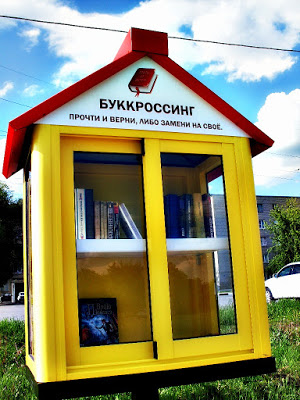 БУККРОССИНГ
ПРОЧТИ И ВЕРНИ, ЛИБО ЗАМЕНИ НА СВОЁ.